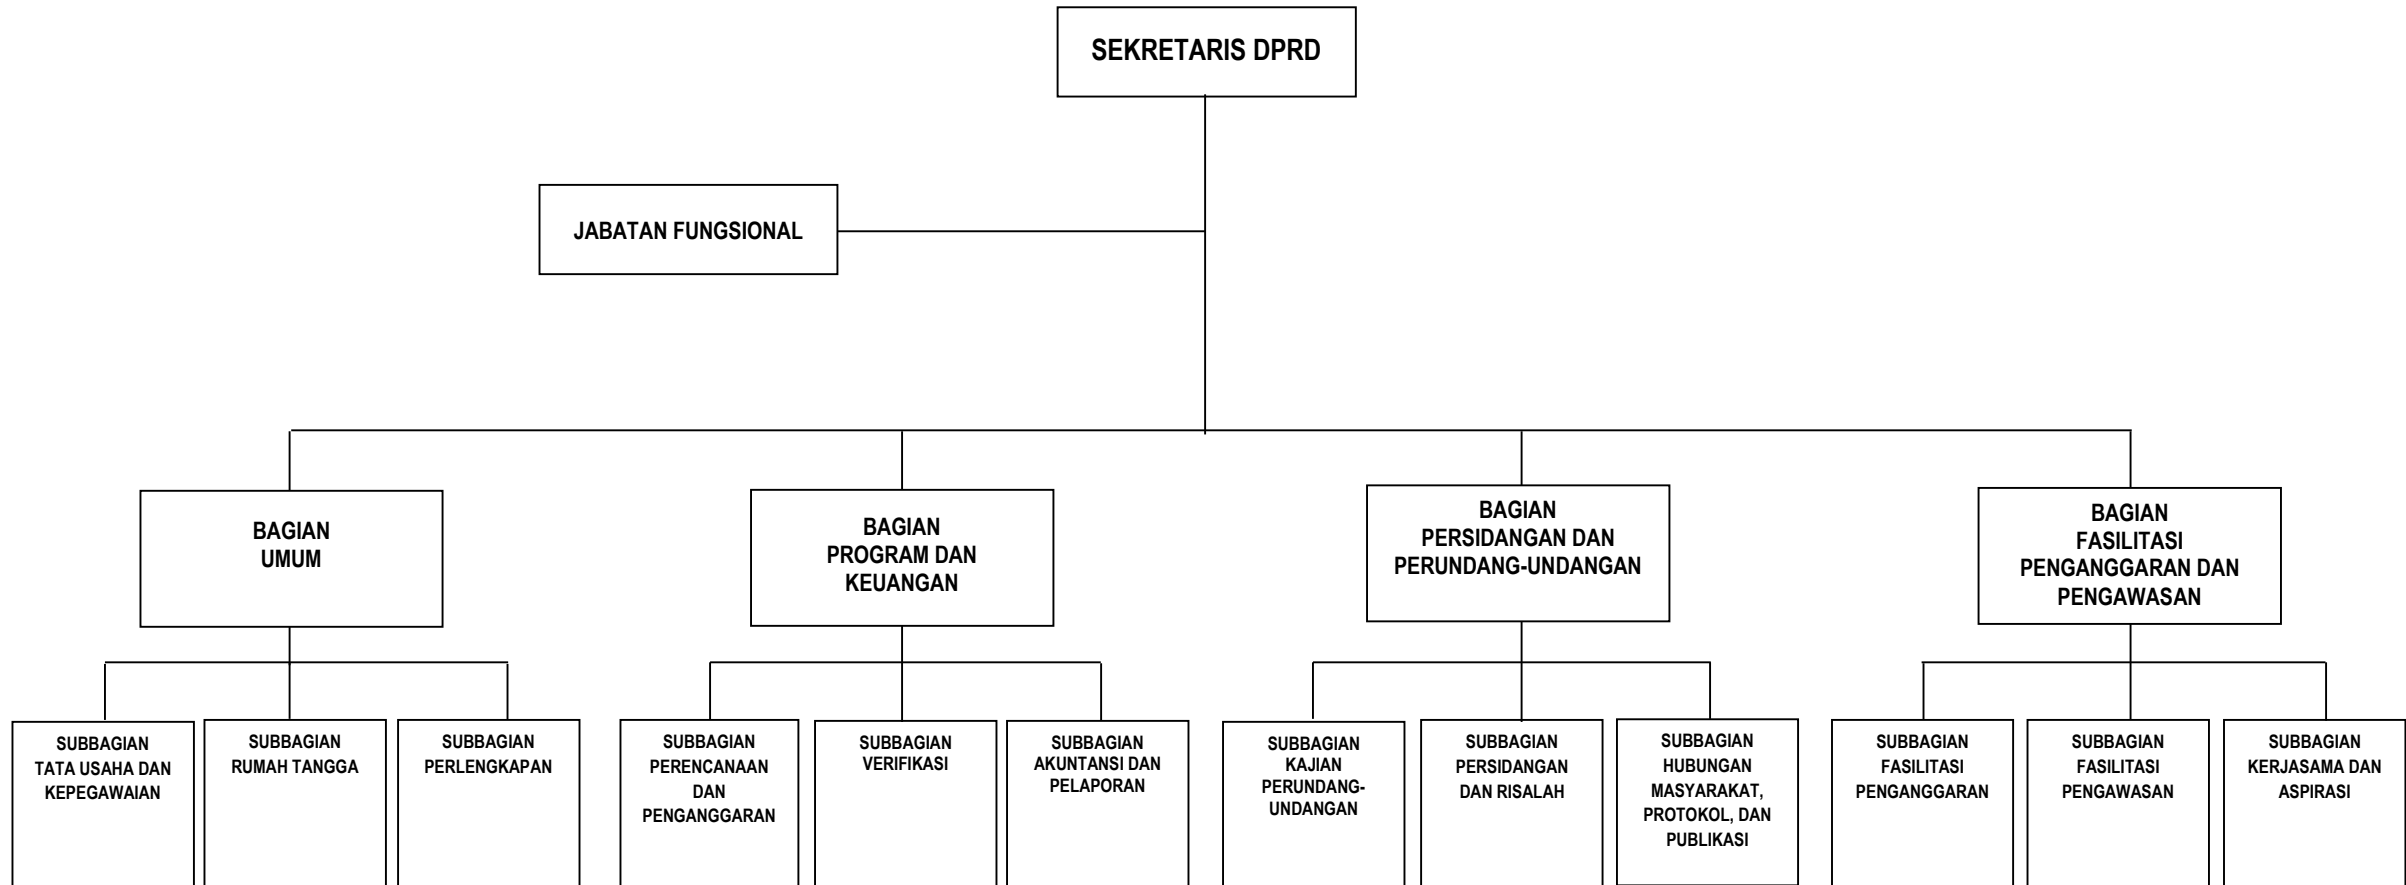 SEKRETARIS DPRD
JABATAN FUNGSIONAL
BAGIAN
UMUM
BAGIAN
PROGRAM DAN
KEUANGAN
BAGIAN
PERSIDANGAN DAN
PERUNDANG-UNDANGAN
BAGIAN
FASILITASI
PENGANGGARAN DAN
PENGAWASAN
SUBBAGIAN
TATA USAHA DAN
KEPEGAWAIAN
SUBBAGIAN
RUMAH TANGGA
SUBBAGIAN
PERLENGKAPAN
SUBBAGIAN
PERENCANAAN
DAN
PENGANGGARAN
SUBBAGIAN
VERIFIKASI
SUBBAGIAN
AKUNTANSI DAN
PELAPORAN
SUBBAGIAN
KAJIAN
PERUNDANG-
UNDANGAN
SUBBAGIAN
PERSIDANGAN
DAN RISALAH
SUBBAGIAN
HUBUNGAN
MASYARAKAT,
PROTOKOL, DAN
PUBLIKASI
SUBBAGIAN
FASILITASI
PENGANGGARAN
SUBBAGIAN
FASILITASI
PENGAWASAN
SUBBAGIAN
KERJASAMA DAN
ASPIRASI